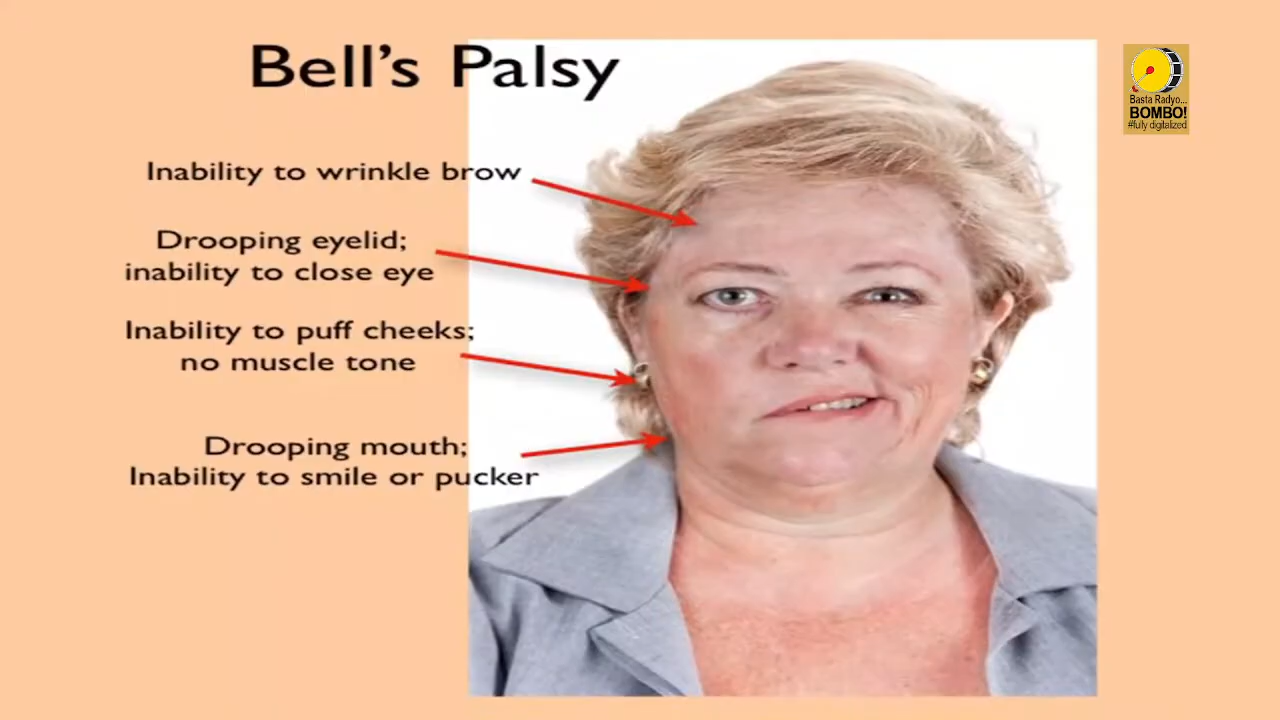 Bell's Palsy
Inability to wrinkle brow
Drooping eyelid;
inability to close eye
Inability to puff cheeks;
no muscle tone
Drooping mouth;
Inability to smile or pucker
Basta Radyo...
BOMBO!
#fully digitalized